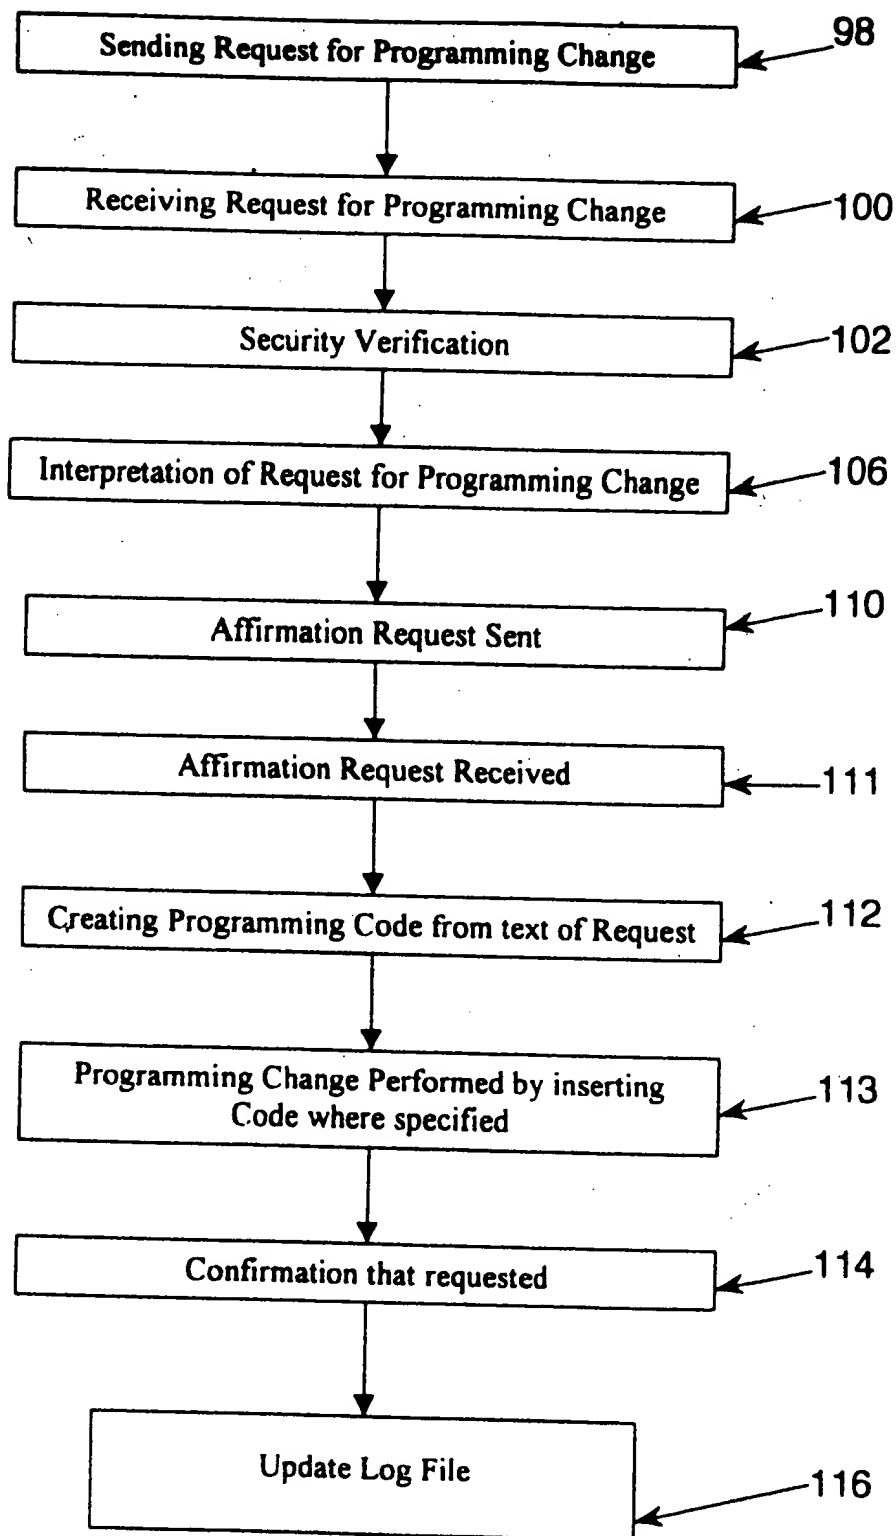 Sending Request for Programming Change
98
Receiving Request for Programming Change
100
Security Verification
102
Interpretation of Request for Programming Change
106
Affirmation Request Sent
110
Affirmation Request Received
111
Creating Programming Code from text of Request
112
Programming Change Performed by inserting
Code where specified
113
Confirmation that requested
114
Update Log File
116